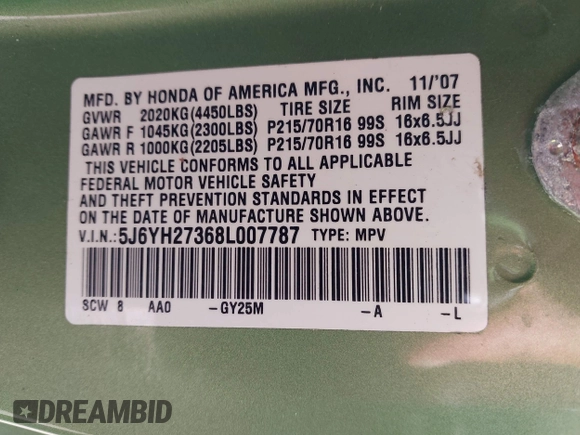 MFD. BY HONDA OF AMERICA MFG., INC. 11/'07
GVWR 2020KG(4450LBS) TIRE SIZE RIM SIZE
GAWR F 1045KG(2300LBS) P215/70R16 99S 16x6.5JJ
GAWR R 1000KG(2205LBS) P215/70R16 99S 16x6.5JJ
THIS VEHICLE CONFORMS TO ALL APPLICABLE
FEDERAL MOTOR VEHICLE SAFETY
AND THEFT PREVENTION STANDARDS IN EFFECT
ON THE DATE OF MANUFACTURE SHOWN ABOVE.
V.I.N.: 5J6YH27368L007787 TYPE: MPV
SCW 8 AA0 -GY25M -A -L
DREAMBID